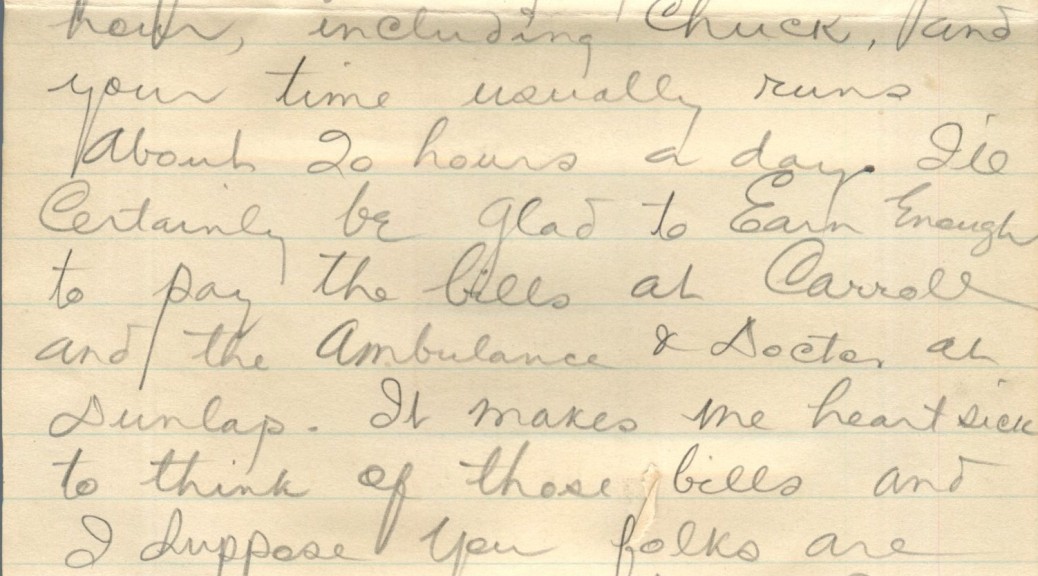 hour, including Chuck, and
your time usually runs
About 20 hours a day. I'll
Certainly be Glad to Earn Enough
to pay the bills at Carroll
and the Ambulance & Doctor at
Dunlap. It makes me heart sick
to think of those bills and
I Suppose you folks are